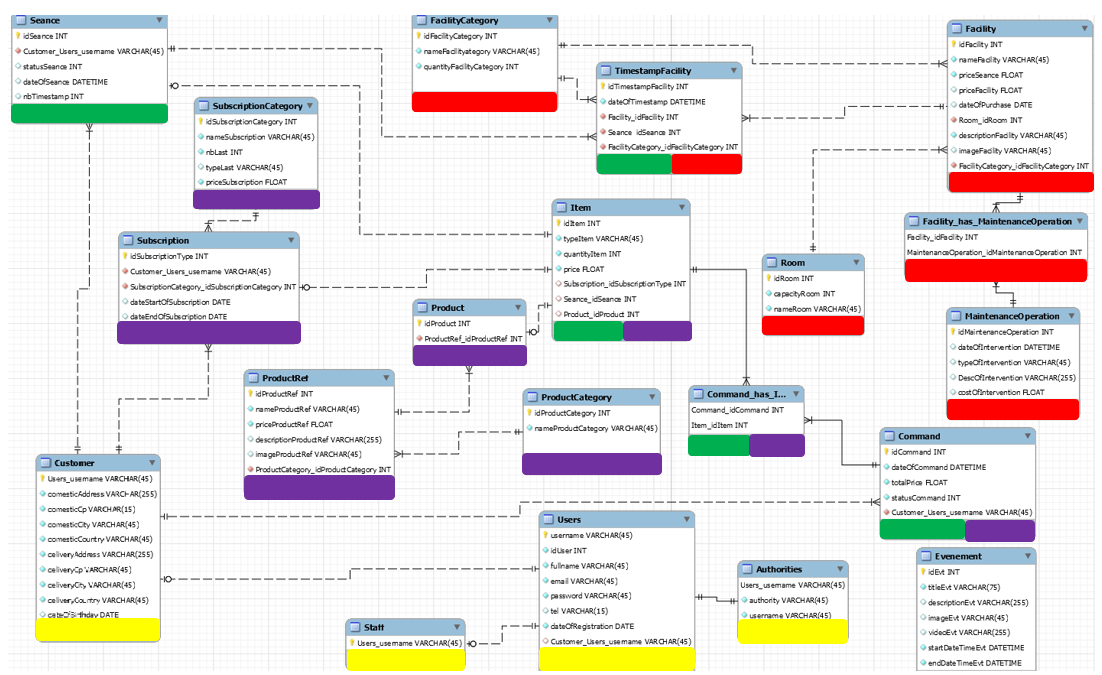 Seance
idSeance INT
Customer_Users_username VARCHAR(45)
statusSeance INT
dateOfSeance DATETIME
nbTimestamp INT
FacilityCategory
idFacilityCategory INT
nameFacilityategory VARCHAR(45)
quantityFacilityCategory INT
TimestampFacility
idTimestampFacility INT
dateOfTimestamp DATETIME
Facility_idFacility INT
Seance_idSeance INT
FacilityCategory_idFacilityCategory INT
Facility
idFacility INT
nameFacility VARCHAR(45)
priceSeance FLOAT
priceFacility FLOAT
dateOfPurchase DATE
Room_idRoom INT
descriptionFacility VARCHAR(45)
imageFacility VARCHAR(45)
FacilityCategory_idFacilityCategory INT
SubscriptionCategory
idSubscriptionCategory INT
nameSubscription VARCHAR(45)
nbLast INT
typeLast VARCHAR(45)
priceSubscription FLOAT
Subscription
idSubscriptionType INT
Customer_Users_username VARCHAR(45)
SubscriptionCategory_idSubscriptionCategory INT
dateStartOfSubscription DATE
dateEndOfSubscription DATE
Item
idItem INT
typeItem VARCHAR(45)
quantityItem INT
price FLOAT
Subscription_idSubscriptionType INT
Seance_idSeance INT
Product_idProduct INT
Facility_has_MaintenanceOperation
Facility_idFacility INT
MaintenanceOperation_idMaintenanceOperation INT
Room
idRoom INT
capacityRoom INT
nameRoom VARCHAR(45)
Product
idProduct INT
ProductRef_idProductRef INT
MaintenanceOperation
idMaintenanceOperation INT
dateOfIntervention DATETIME
typeOfIntervention VARCHAR(45)
DescOfIntervention VARCHAR(255)
costOfIntervention FLOAT
ProductRef
idProductRef INT
nameProductRef VARCHAR(45)
priceProductRef FLOAT
descriptionProductRef VARCHAR(255)
imageProductRef VARCHAR(45)
ProductCategory_idProductCategory INT
ProductCategory
idProductCategory INT
nameProductCategory VARCHAR(45)
Command_has_I...
Command_idCommand INT
Item_idItem INT
Command
idCommand INT
dateOfCommand DATETIME
totalPrice FLOAT
statusCommand INT
Customer_Users_username VARCHAR(45)
Customer
Users_username VARCHAR(45)
comesticAddress VARCHAR(255)
comesticCp VARCHAR(15)
comesticCity VARCHAR(45)
comesticCountry VARCHAR(45)
celiveryAddress VARCHAR(255)
celiveryCp VARCHAR(45)
celiveryCity VARCHAR(45)
celiveryCountry VARCHAR(45)
cateOfBirthday DATE
Users
username VARCHAR(45)
idUser INT
fullname VARCHAR(45)
email VARCHAR(45)
password VARCHAR(45)
tel VARCHAR(15)
dateOfRegistration DATE
Customer_Users_username VARCHAR(45)
Staff
Users_username VARCHAR(45)
Authorities
Users_username VARCHAR(45)
authority VARCHAR(45)
username VARCHAR(45)
Evenement
idEvt INT
titleEvt VARCHAR(75)
descriptionEvt VARCHAR(255)
imageEvt VARCHAR(45)
videoEvt VARCHAR(255)
startDateTimeEvt DATETIME
endDateTimeEvt DATETIME